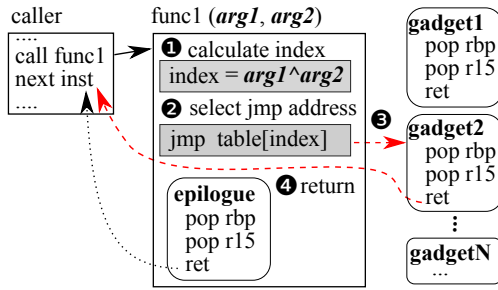 caller
....
call func1
next inst
....
func1 (arg1, arg2)
❶ calculate index
index = arg1^arg2
❷ select jmp address
jmp table[index]
❸
❹ return
epilogue
pop rbp
pop r15
ret
gadget1
pop rbp
pop r15
ret
gadget2
pop rbp
pop r15
ret
⋮
gadgetN
...